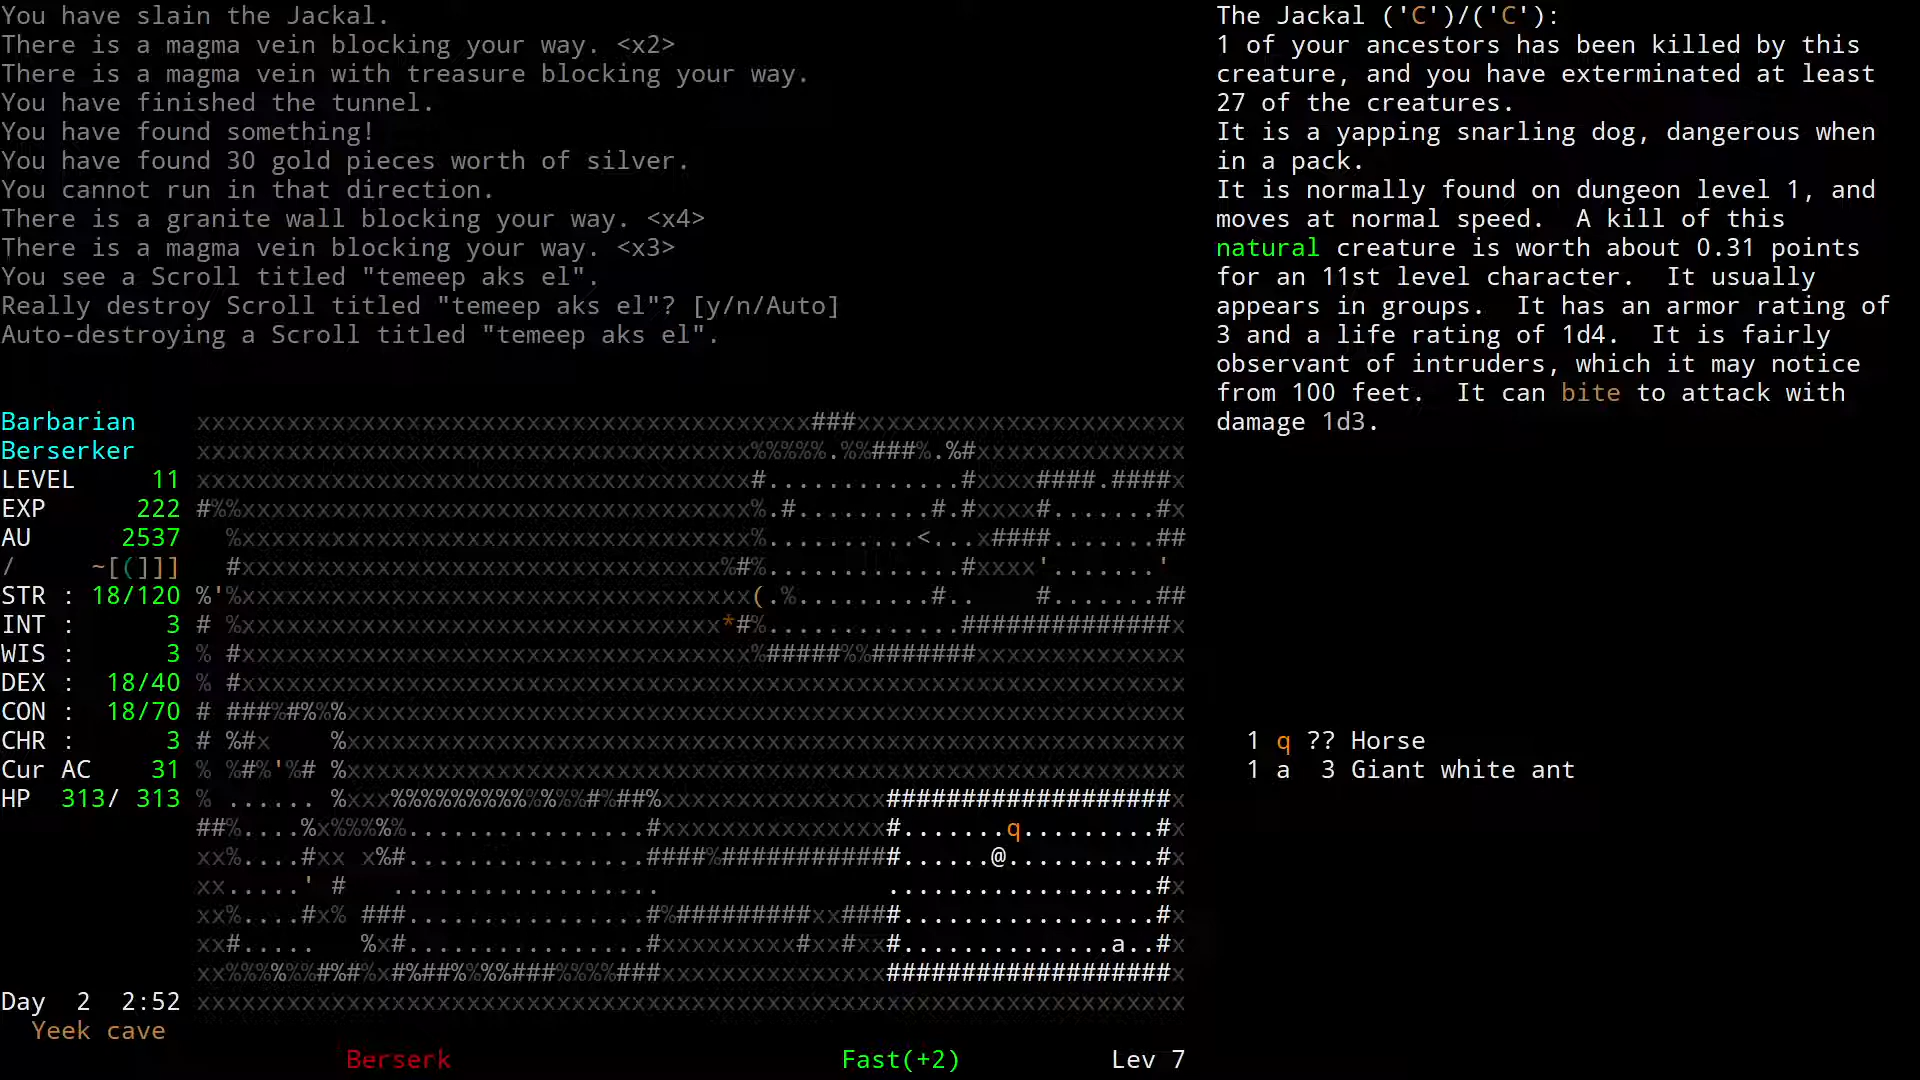 You have slain the Jackal.
There is a magma vein blocking your way. <x2>
There is a magma vein with treasure blocking your way.
You have finished the tunnel.
You have found something!
You have found 30 gold pieces worth of silver.
You cannot run in that direction.
There is a granite wall blocking your way. <x4>
There is a magma vein blocking your way. <x3>
You see a Scroll titled "temeep aks el".
Really destroy Scroll titled "temeep aks el"? [y/n/Auto]
Auto-destroying a Scroll titled "temeep aks el".
The Jackal ('C')/('C'):
1 of your ancestors has been killed by this
creature, and you have exterminated at least
27 of the creatures.
It is a yapping snarling dog, dangerous when
in a pack.
It is normally found on dungeon level 1, and
moves at normal speed.  A kill of this
natural creature is worth about 0.31 points
for an 11st level character.  It usually
appears in groups.  It has an armor rating of
3 and a life rating of 1d4.  It is fairly
observant of intruders, which it may notice
from 100 feet.  It can bite to attack with
damage 1d3.
Barbarian
Berserker
LEVEL 11
EXP 222
AU 2537
/ ~[(]]]
STR : 18/120
INT : 3
WIS : 3
DEX : 18/40
CON : 18/70
CHR : 3
Cur AC 31
HP 313/ 313
1 q ?? Horse
1 a 3 Giant white ant
Day 2 2:52
Yeek cave
Berserk
Fast(+2)
Lev 7